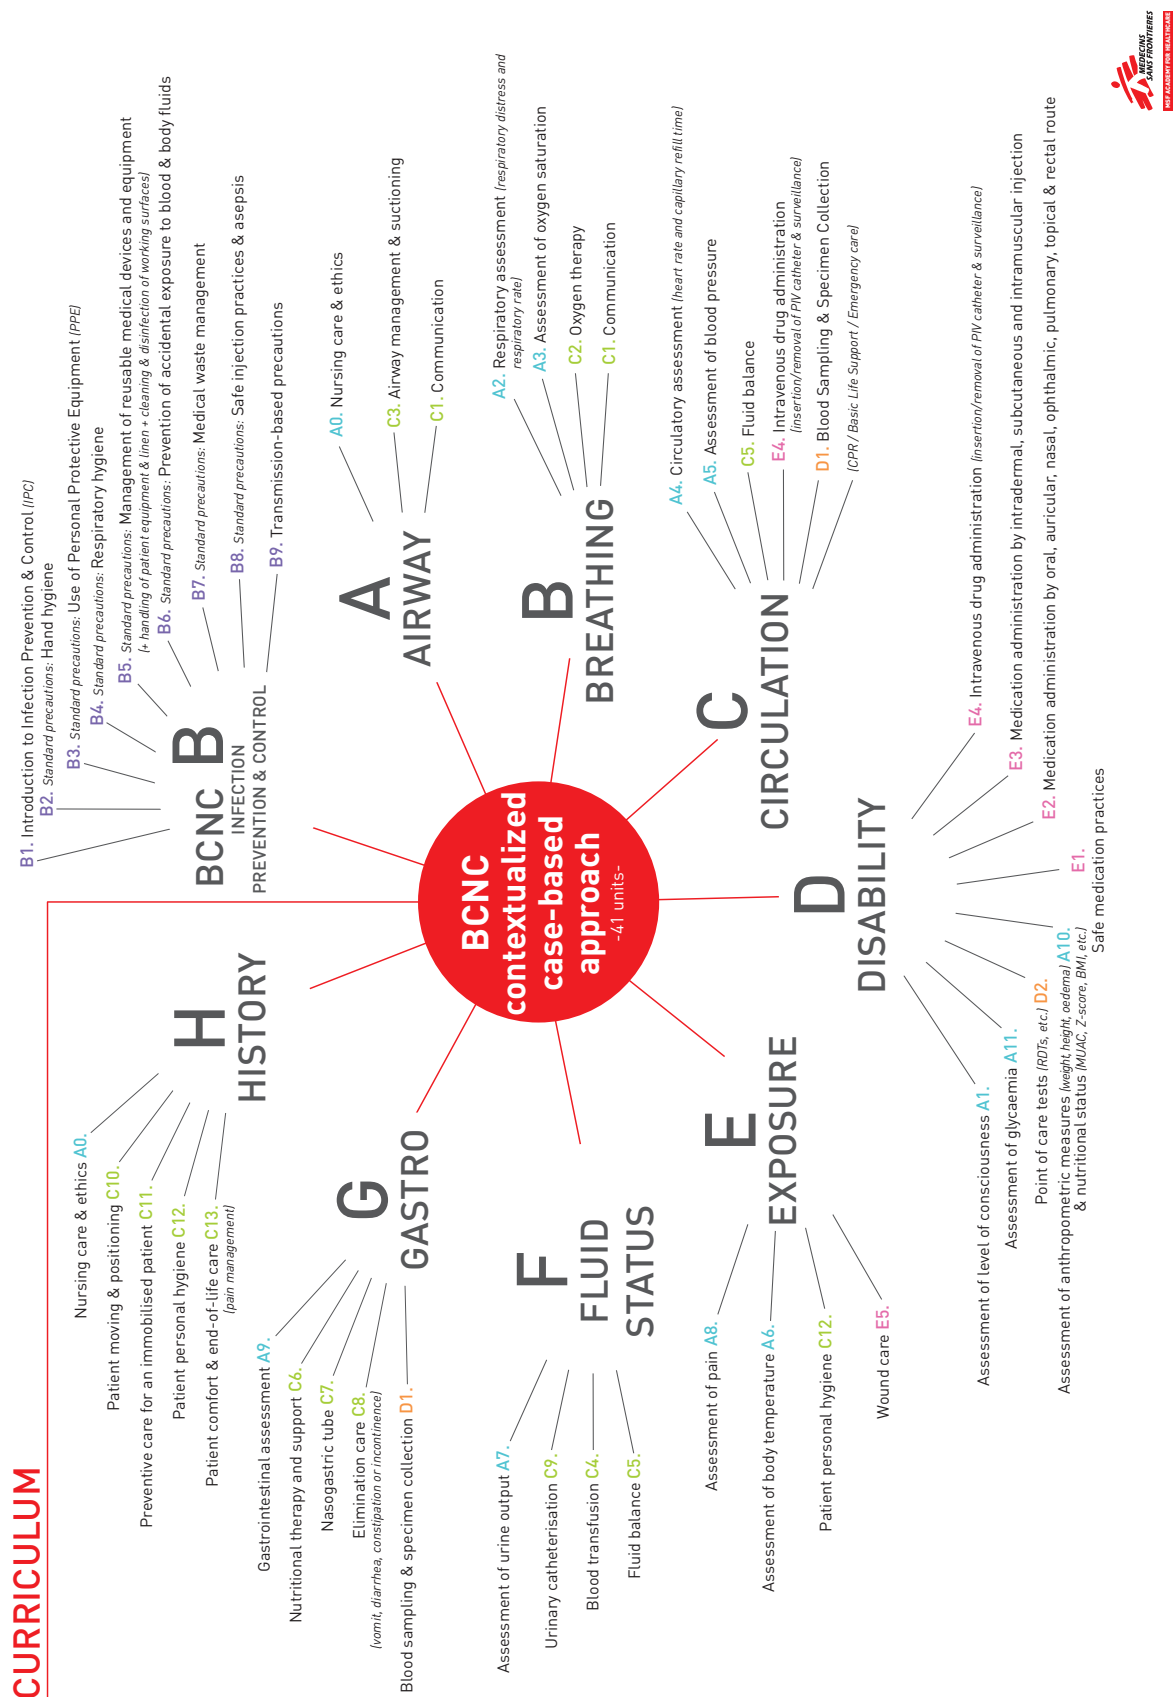 CURRICULUM
BCNC
contextualized
case-based
approach
-41 units-
BCNC B
INFECTION
PREVENTION & CONTROL
B1. Introduction to Infection Prevention & Control (IPC)
B2. Standard precautions: Hand hygiene
B3. Standard precautions: Use of Personal Protective Equipment (PPE)
B4. Standard precautions: Respiratory hygiene
B5. Standard precautions: Management of reusable medical devices and equipment
(+ handling of patient equipment & linen + cleaning & disinfection of working surfaces)
B6. Standard precautions: Prevention of accidental exposure to blood & body fluids
B7. Standard precautions: Medical waste management
B8. Standard precautions: Safe injection practices & asepsis
B9. Transmission-based precautions
A
AIRWAY
A0. Nursing care & ethics
C3. Airway management & suctioning
C1. Communication
B
BREATHING
A2. Respiratory assessment (respiratory distress and
respiratory rate)
A3. Assessment of oxygen saturation
C2. Oxygen therapy
C1. Communication
C
CIRCULATION
A4. Circulatory assessment (heart rate and capillary refill time)
A5. Assessment of blood pressure
C5. Fluid balance
E4. Intravenous drug administration
(insertion/removal of PIV catheter & surveillance)
D1. Blood Sampling & Specimen Collection
(CPR / Basic Life Support / Emergency care)
D
DISABILITY
E4. Intravenous drug administration (insertion/removal of PIV catheter & surveillance)
E3. Medication administration by intradermal, subcutaneous and intramuscular injection
E2. Medication administration by oral, auricular, nasal, ophthalmic, pulmonary, topical & rectal route
E1.
Safe medication practices
Assessment of anthropometric measures (weight, height, oedema) A10.
& nutritional status (MUAC, Z-score, BMI, etc.)
Point of care tests (RDTs, etc.) D2.
Assessment of glycaemia A11.
Assessment of level of consciousness A1.
E
EXPOSURE
Assessment of pain A8.
Assessment of body temperature A6.
Patient personal hygiene C12.
Wound care E5.
F
FLUID
STATUS
Assessment of urine output A7.
Urinary catheterisation C9.
Blood transfusion C4.
Fluid balance C5.
G
GASTRO
Gastrointestinal assessment A9.
Nutritional therapy and support C6.
Nasogastric tube C7.
Elimination care C8.
(vomit, diarrhea, constipation or incontinence)
Blood sampling & specimen collection D1.
H
HISTORY
Nursing care & ethics A0.
Patient moving & positioning C10.
Preventive care for an immobilised patient C11.
Patient personal hygiene C12.
Patient comfort & end-of-life care C13.
(pain management)
MEDECINS
SANS FRONTIERES
MSF ACADEMY FOR HEALTHCARE